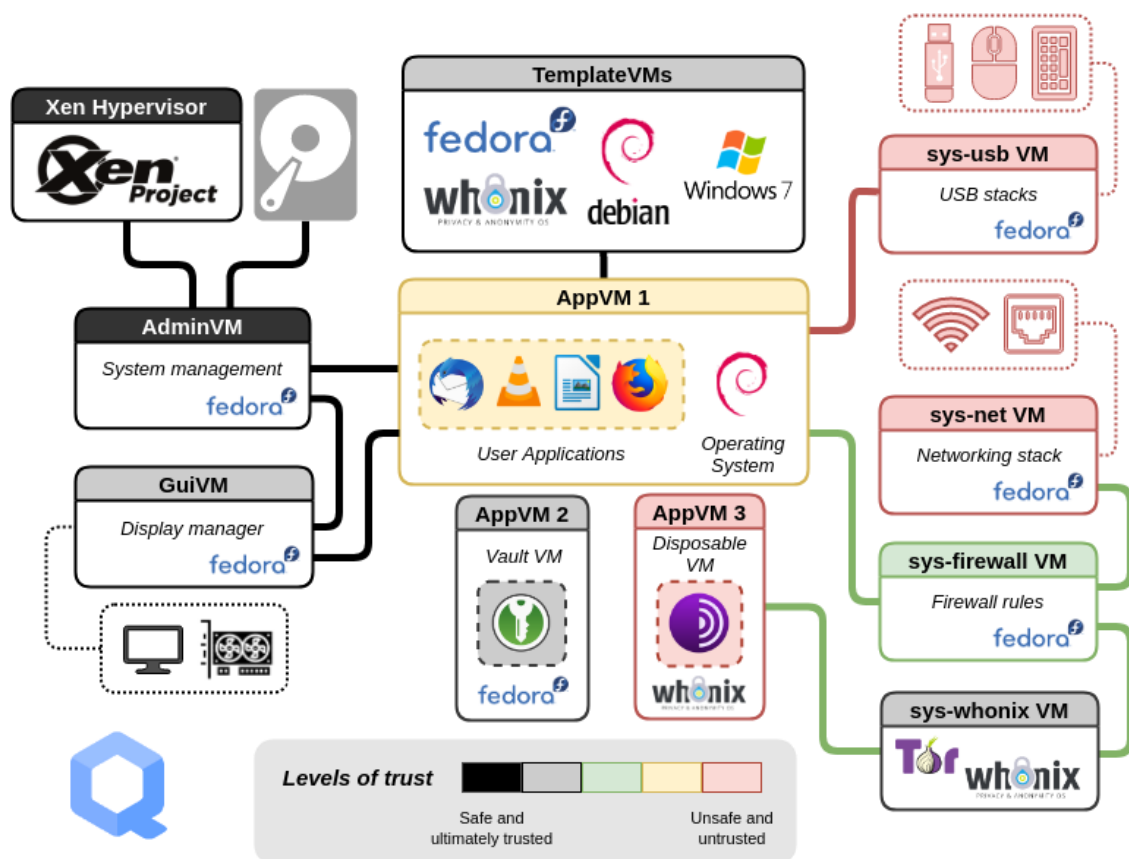 Xen Hypervisor
Xen
Project
TemplateVMs
fedora
whonix
PRIVACY & ANONYMITY OS
debian
Windows 7
sys-usb VM
USB stacks
fedora
AdminVM
System management
fedora
AppVM 1
User Applications
Operating
System
sys-net VM
Networking stack
fedora
GuiVM
Display manager
fedora
AppVM 2
Vault VM
fedora
AppVM 3
Disposable
VM
whonix
PRIVACY & ANONYMITY OS
sys-firewall VM
Firewall rules
fedora
sys-whonix VM
Tor
whonix
PRIVACY & ANONYMITY OS
Levels of trust
Safe and
ultimately trusted
Unsafe and
untrusted